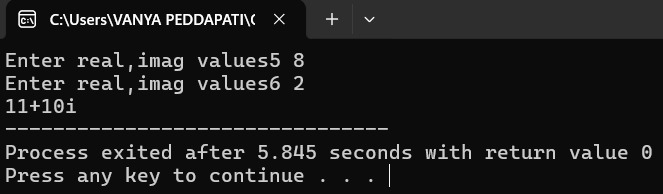 C:\Users\VANYA PEDDAPATI\
Enter real,imag values5 8
Enter real,imag values6 2
11+10i
--------------------------------
Process exited after 5.845 seconds with return value 0
Press any key to continue . . .